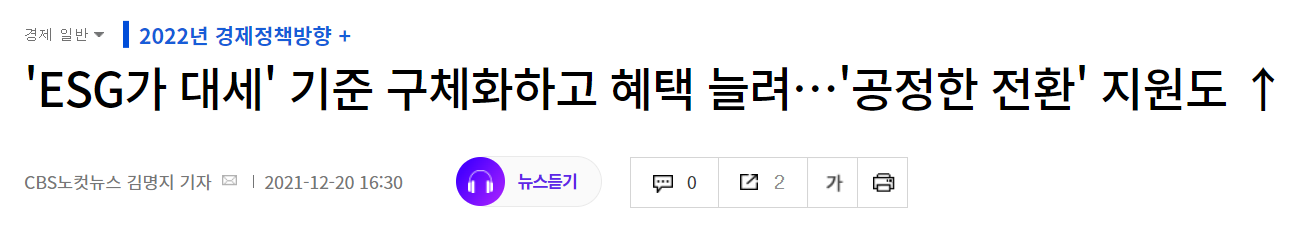 경제 일반
2022년 경제정책방향 +
'ESG가 대세' 기준 구체화하고 혜택 늘려…'공정한 전환' 지원도 ↑
CBS노컷뉴스 김명지 기자 2021-12-20 16:30 뉴스듣기 0 2 가